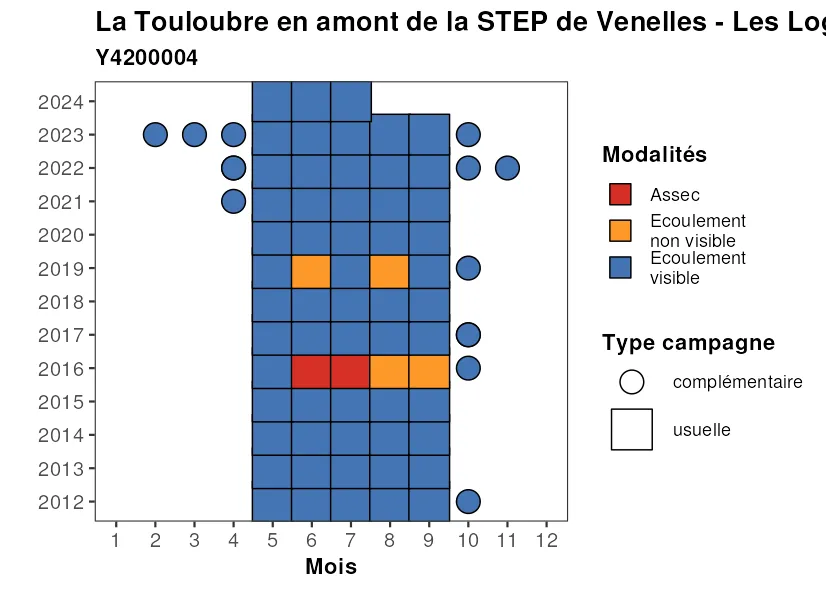 La Touloubre en amont de la STEP de Venelles - Les Log
Y4200004
2024
2023
2022
2021
2020
2019
2018
2017
2016
2015
2014
2013
2012
1 2 3 4 5 6 7 8 9 10 11 12
Mois
Modalités
Assec
Ecoulement
non visible
Ecoulement
visible
Type campagne
complémentaire
usuelle